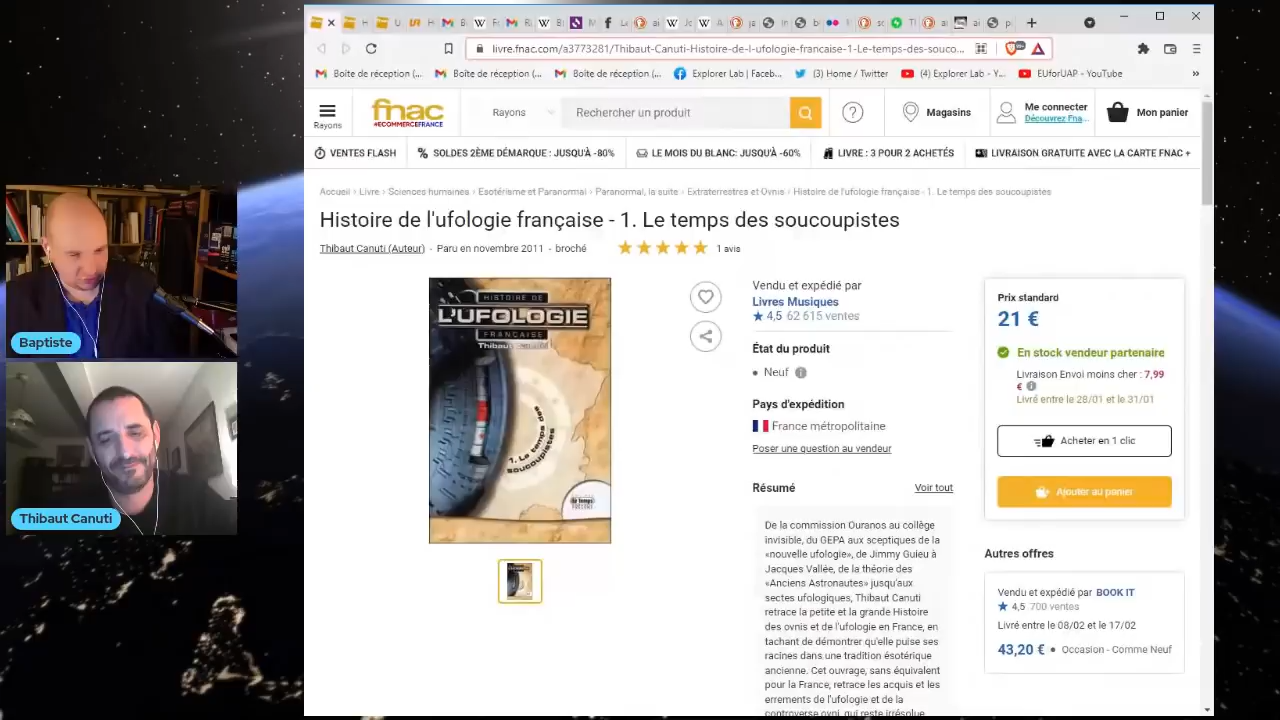 livre.fnac.com/a3773281/Thibaut-Canuti-Histoire-de-l-ufologie-francaise-1-Le-temps-des-souco...
Boîte de réception (...
Boîte de réception (...
Boîte de réception (...
Explorer Lab | Faceb...
(3) Home / Twitter
(4) Explorer Lab - Y...
EUforUAP - YouTube
»
Rayons
fnac
#ECOMMERCEFRANCE
Rayons
Rechercher un produit
?
Magasins
Me connecter
Découvrez Fna...
Mon panier
VENTES FLASH
SOLDES 2ÈME DÉMARQUE : JUSQU'À -80%
LE MOIS DU BLANC: JUSQU'À -60%
LIVRE : 3 POUR 2 ACHETÉS
LIVRAISON GRATUITE AVEC LA CARTE FNAC +
Accueil › Livre › Sciences humaines › Esotérisme et Paranormal › Paranormal, la suite › Extraterrestres et Ovnis › Histoire de l'ufologie française - 1. Le temps des soucoupistes
Histoire de l'ufologie française - 1. Le temps des soucoupistes
Thibaut Canuti (Auteur) - Paru en novembre 2011 - broché
1 avis
HISTOIRE DE
L'UFOLOGIE
FRANÇAISE
1. Le temps des
soucoupistes
Vendu et expédié par
Livres Musiques
4,5 62 615 ventes
État du produit
Neuf
Pays d'expédition
France métropolitaine
Poser une question au vendeur
Résumé
Voir tout
De la commission Ouranos au collège
invisible, du GEPA aux sceptiques de la
«nouvelle ufologie», de Jimmy Guieu à
Jacques Vallée, de la théorie des
«Anciens Astronautes» jusqu'aux
sectes ufologiques, Thibaut Canuti
retrace la petite et la grande Histoire
des ovnis et de l'ufologie en France, en
tachant de démontrer qu'elle puise ses
racines dans une tradition ésotérique
ancienne. Cet ouvrage, sans équivalent
pour la France, retrace les acquis et les
errements de l'ufologie et de la
controverse ovni, qui reste irrésolue
Prix standard
21 €
En stock vendeur partenaire
Livraison Envoi moins cher : 7,99
€
Livré entre le 28/01 et le 31/01
Acheter en 1 clic
Ajouter au panier
Autres offres
Vendu et expédié par BOOK IT
4,5 700 ventes
Livré entre le 08/02 et le 17/02
43,20 € • Occasion - Comme Neuf
Baptiste
Thibaut Canuti